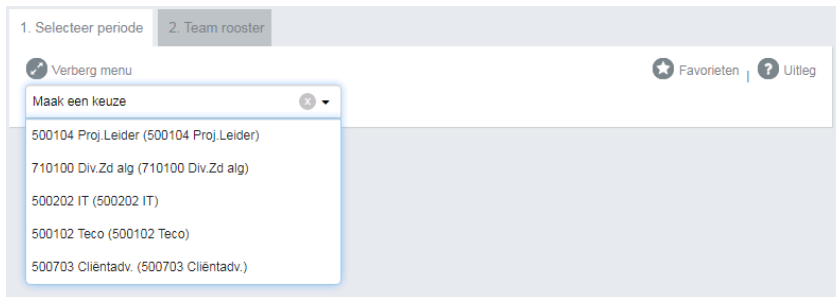 1. Selecteer periode 2. Team rooster
Verberg menu Favorieten | ? Uitleg
Maak een keuze x
500104 Proj.Leider (500104 Proj.Leider)
710100 Div.Zd alg (710100 Div.Zd alg)
500202 IT (500202 IT)
500102 Teco (500102 Teco)
500703 Cliëntadv. (500703 Cliëntadv.)